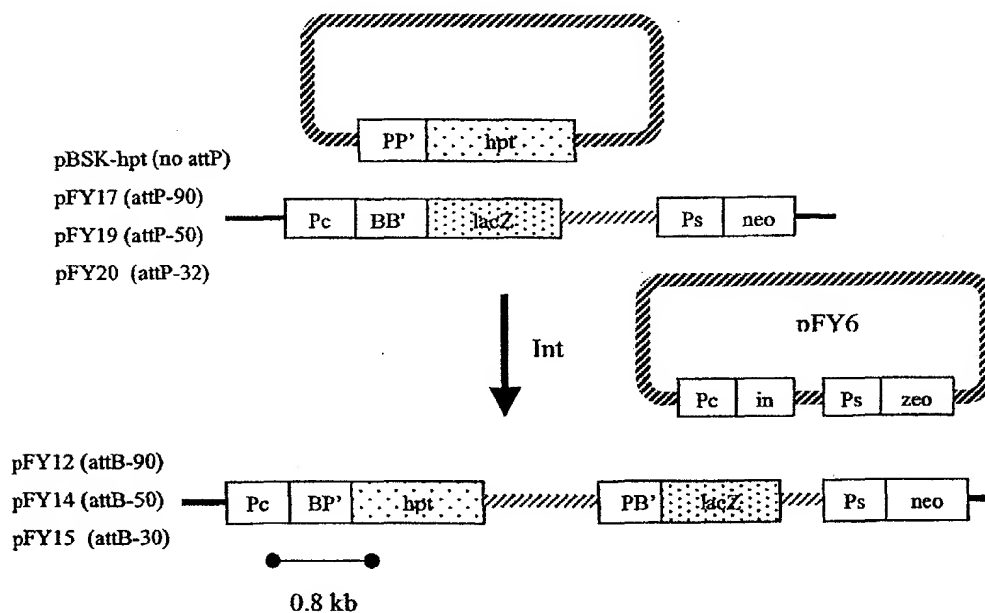 PP' hpt
pBSK-hpt (no attP)
pFY17 (attP-90)
pFY19 (attP-50)
pFY20 (attP-32)
Pc BB' lacZ Ps neo
Int
pFY6
Pc in Ps zeo
pFY12 (attB-90)
pFY14 (attB-50)
pFY15 (attB-30)
Pc BP' hpt PB' lacZ Ps neo
0.8 kb